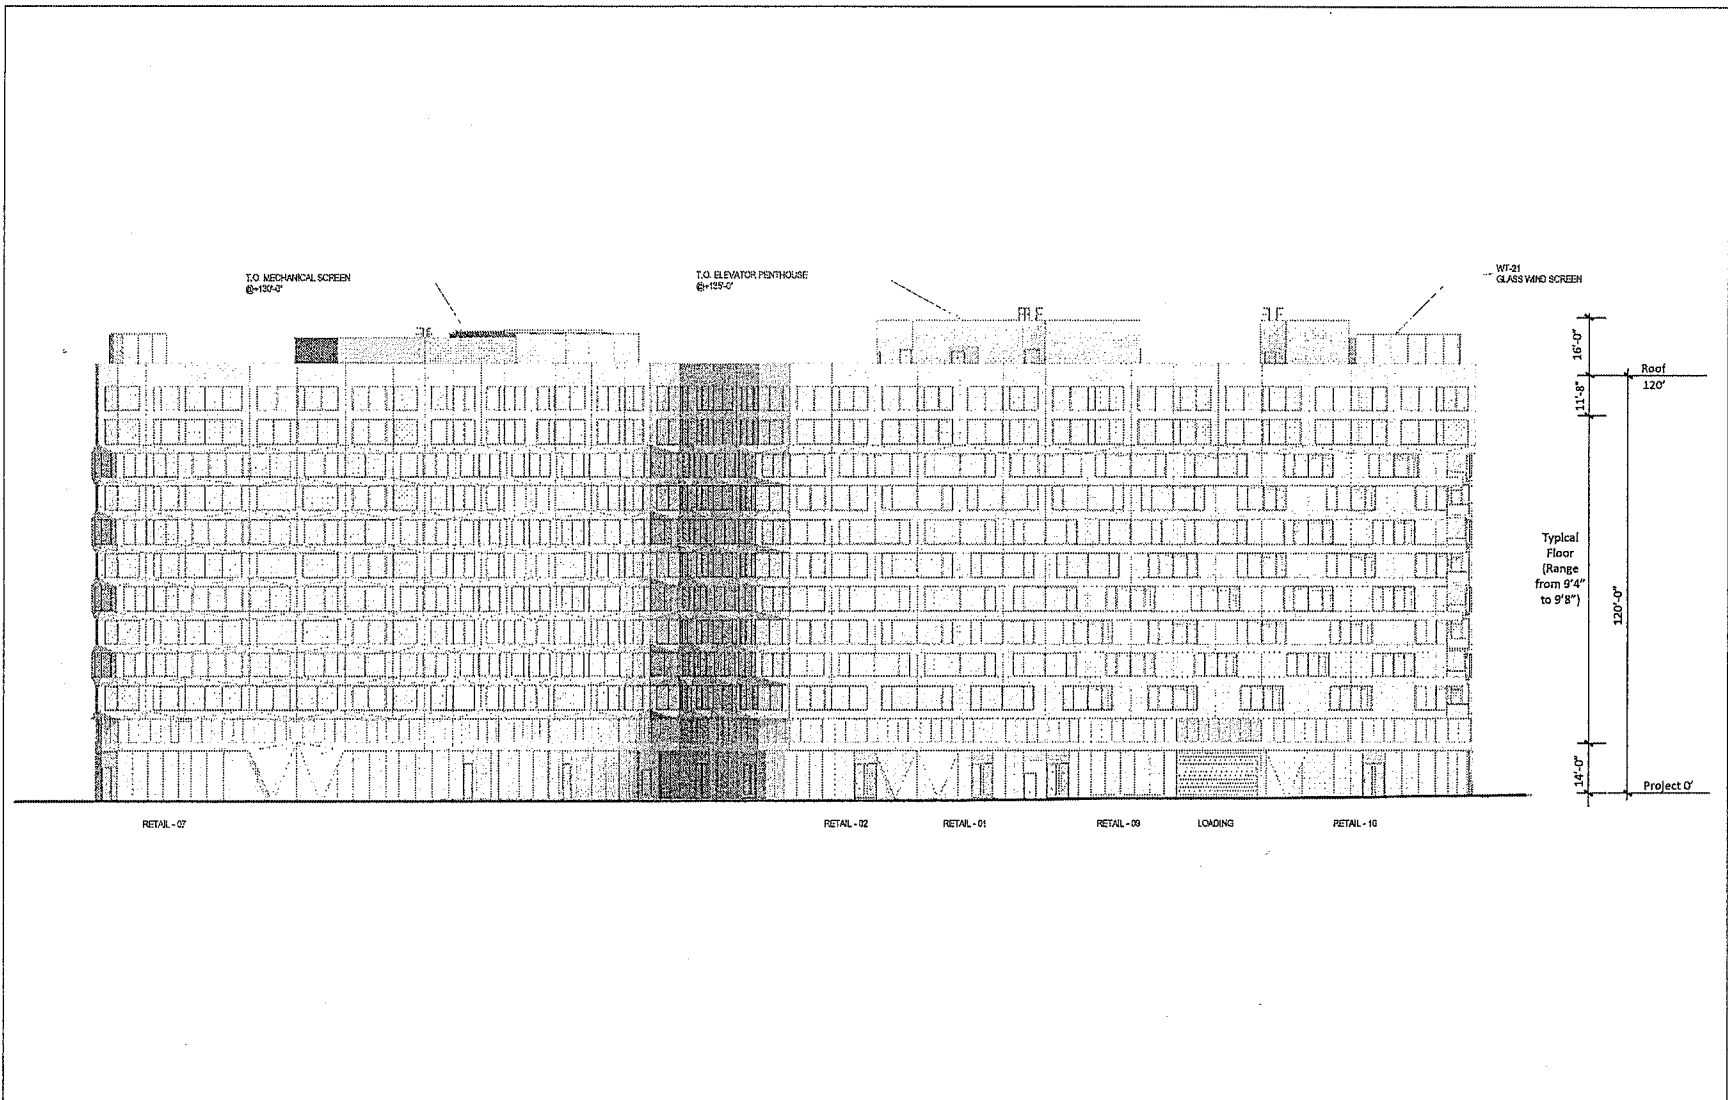 T.O. MECHANICAL SCREEN
@+130'-0"
T.O. ELEVATOR PENTHOUSE
@+135'-0"
WT-21
GLASS WIND SCREEN
16'-0"
Roof
120'
11'-8"
Typical
Floor
(Range
from 9'4"
to 9'8")
120'-0"
14'-0"
Project 0'
RETAIL - 07
RETAIL - 02
RETAIL - 01
RETAIL - 09
LOADING
RETAIL - 10